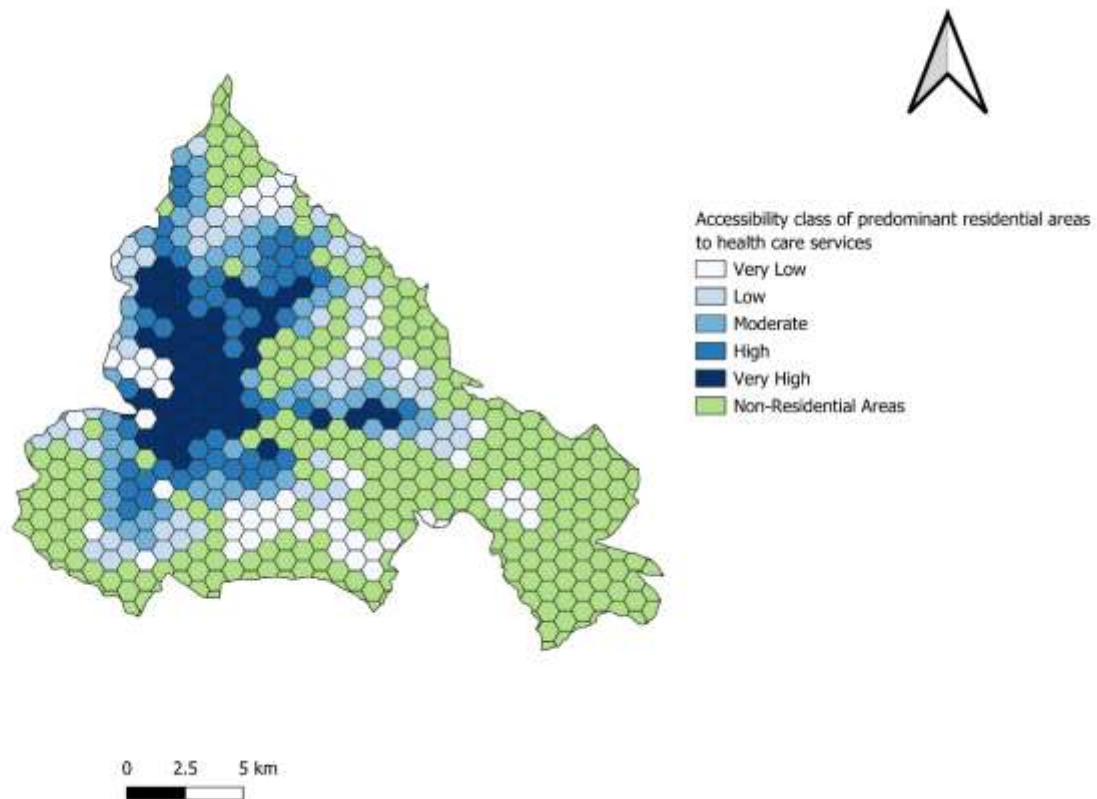 Accessibility class of predominant residential areas
to health care services
Very Low
Low
Moderate
High
Very High
Non-Residential Areas
0 2.5 5 km